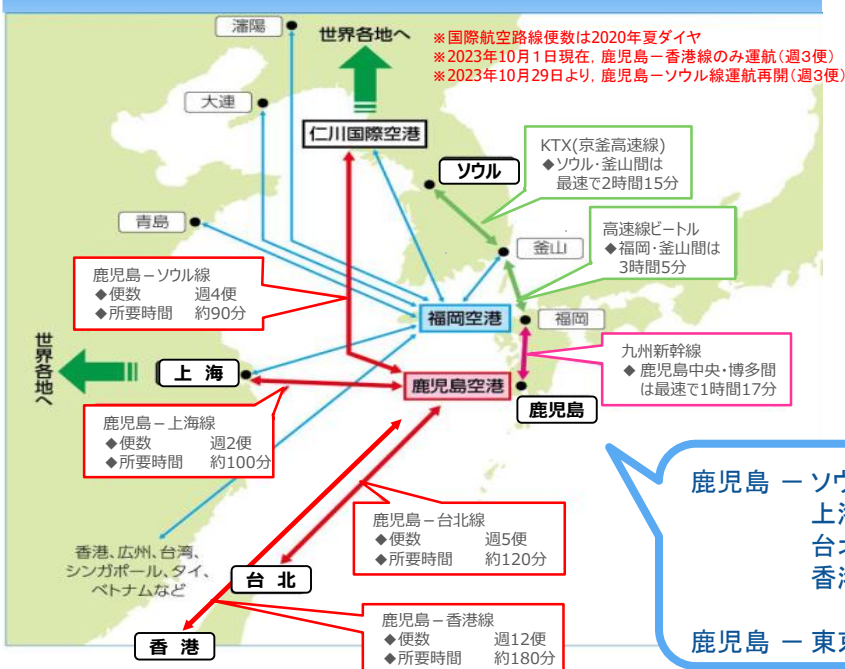 瀋陽
世界各地へ
※国際航空路線便数は2020年夏ダイヤ
※2023年10月1日現在, 鹿児島－香港線のみ運航(週3便)
※2023年10月29日より, 鹿児島－ソウル線運航再開(週3便)
大連
仁川国際空港
ソウル
KTX(京釜高速線)
◆ソウル・釜山間は
最速で2時間15分
青島
釜山
高速線ビートル
◆福岡・釜山間は
3時間5分
鹿児島－ソウル線
◆便数 週4便
◆所要時間 約90分
福岡空港
福岡
世界各地へ
上 海
鹿児島空港
鹿児島
九州新幹線
◆ 鹿児島中央・博多間
は最速で1時間17分
鹿児島－上海線
◆便数 週2便
◆所要時間 約100分
鹿児島－台北線
◆便数 週5便
◆所要時間 約120分
香港、広州、台湾、
シンガポール、タイ、
ベトナムなど
台 北
香 港
鹿児島－香港線
◆便数 週12便
◆所要時間 約180分
鹿児島 － ソウ
上海
台北
香港
鹿児島 － 東京